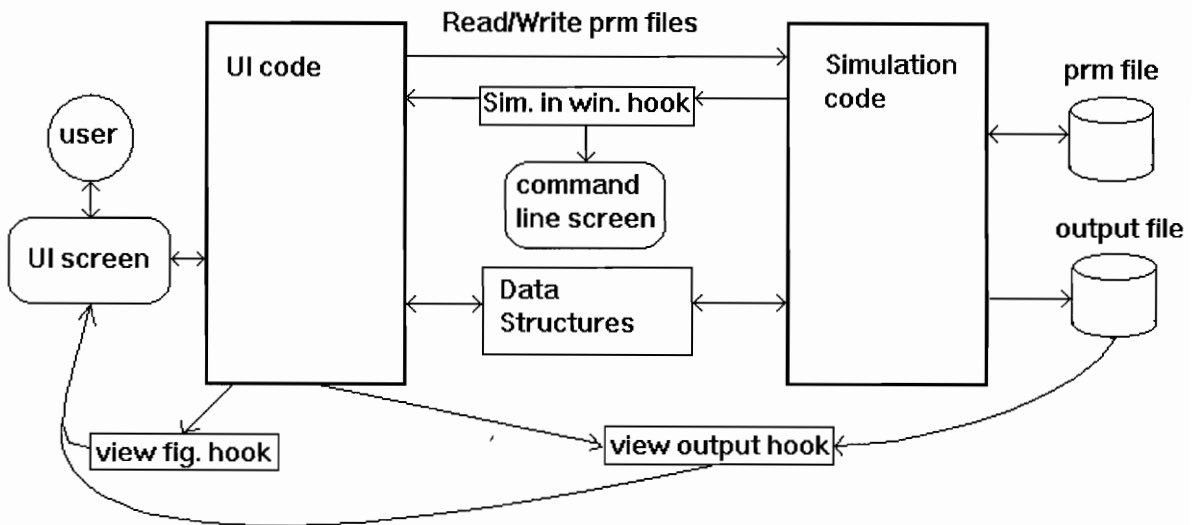 Read/Write prm files
UI code
Simulation
code
prm file
Sim. in win. hook
user
command
line screen
output file
UI screen
Data
Structures
view fig. hook
view output hook